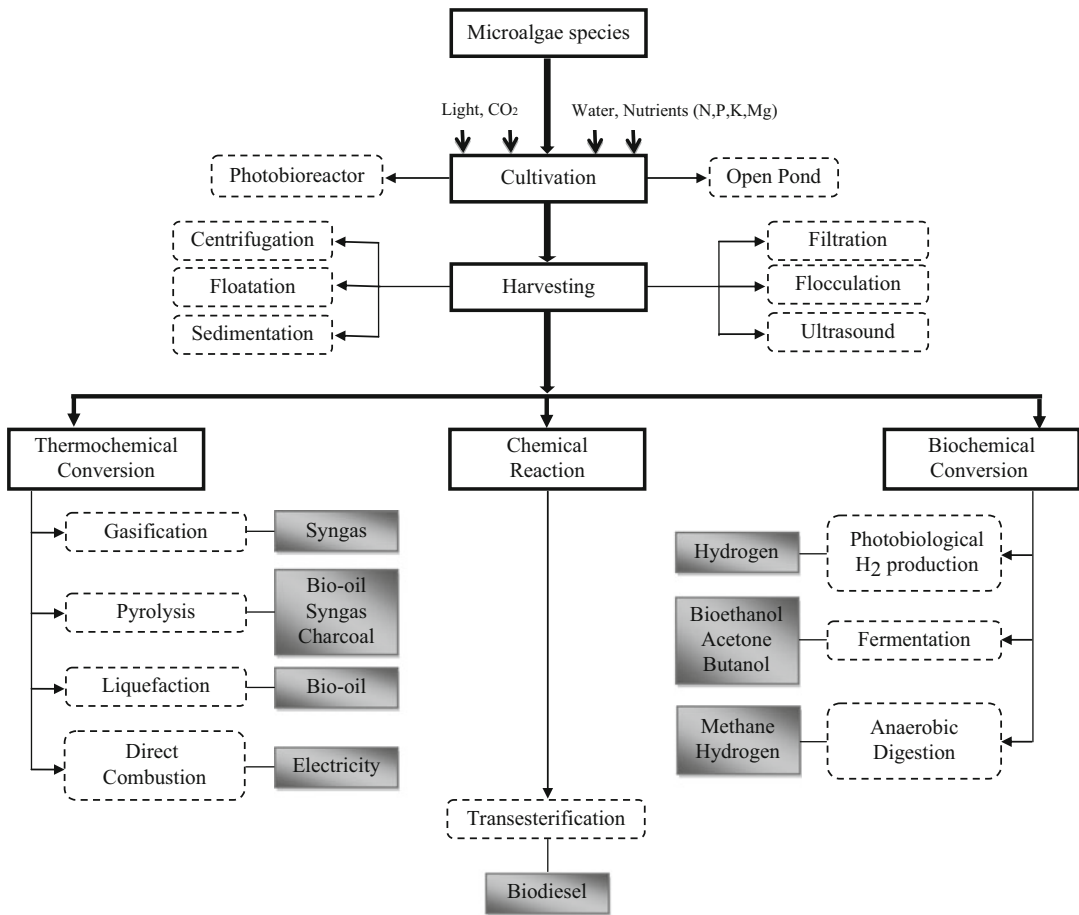 Microalgae species
Light, CO2
Water, Nutrients (N,P,K,Mg)
Photobioreactor
Cultivation
Open Pond
Centrifugation
Filtration
Floatation
Harvesting
Flocculation
Sedimentation
Ultrasound
Thermochemical
Conversion
Chemical
Reaction
Biochemical
Conversion
Gasification
Syngas
Pyrolysis
Bio-oil
Syngas
Charcoal
Liquefaction
Bio-oil
Direct
Combustion
Electricity
Hydrogen
Photobiological
H2 production
Bioethanol
Acetone
Butanol
Fermentation
Methane
Hydrogen
Anaerobic
Digestion
Transesterification
Biodiesel